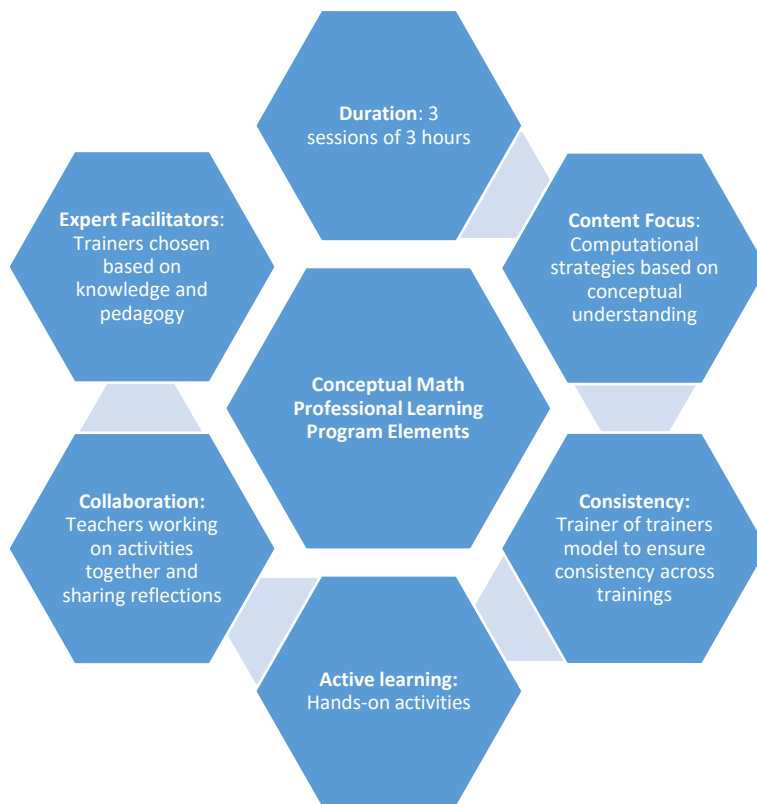 Duration: 3
sessions of 3 hours
Content Focus:
Computational
strategies based on
conceptual
understanding
Consistency:
Trainer of trainers
model to ensure
consistency across
trainings
Active learning:
Hands-on activities
Collaboration:
Teachers working
on activities
together and
sharing reflections
Expert Facilitators:
Trainers chosen
based on
knowledge and
pedagogy
Conceptual Math
Professional Learning
Program Elements